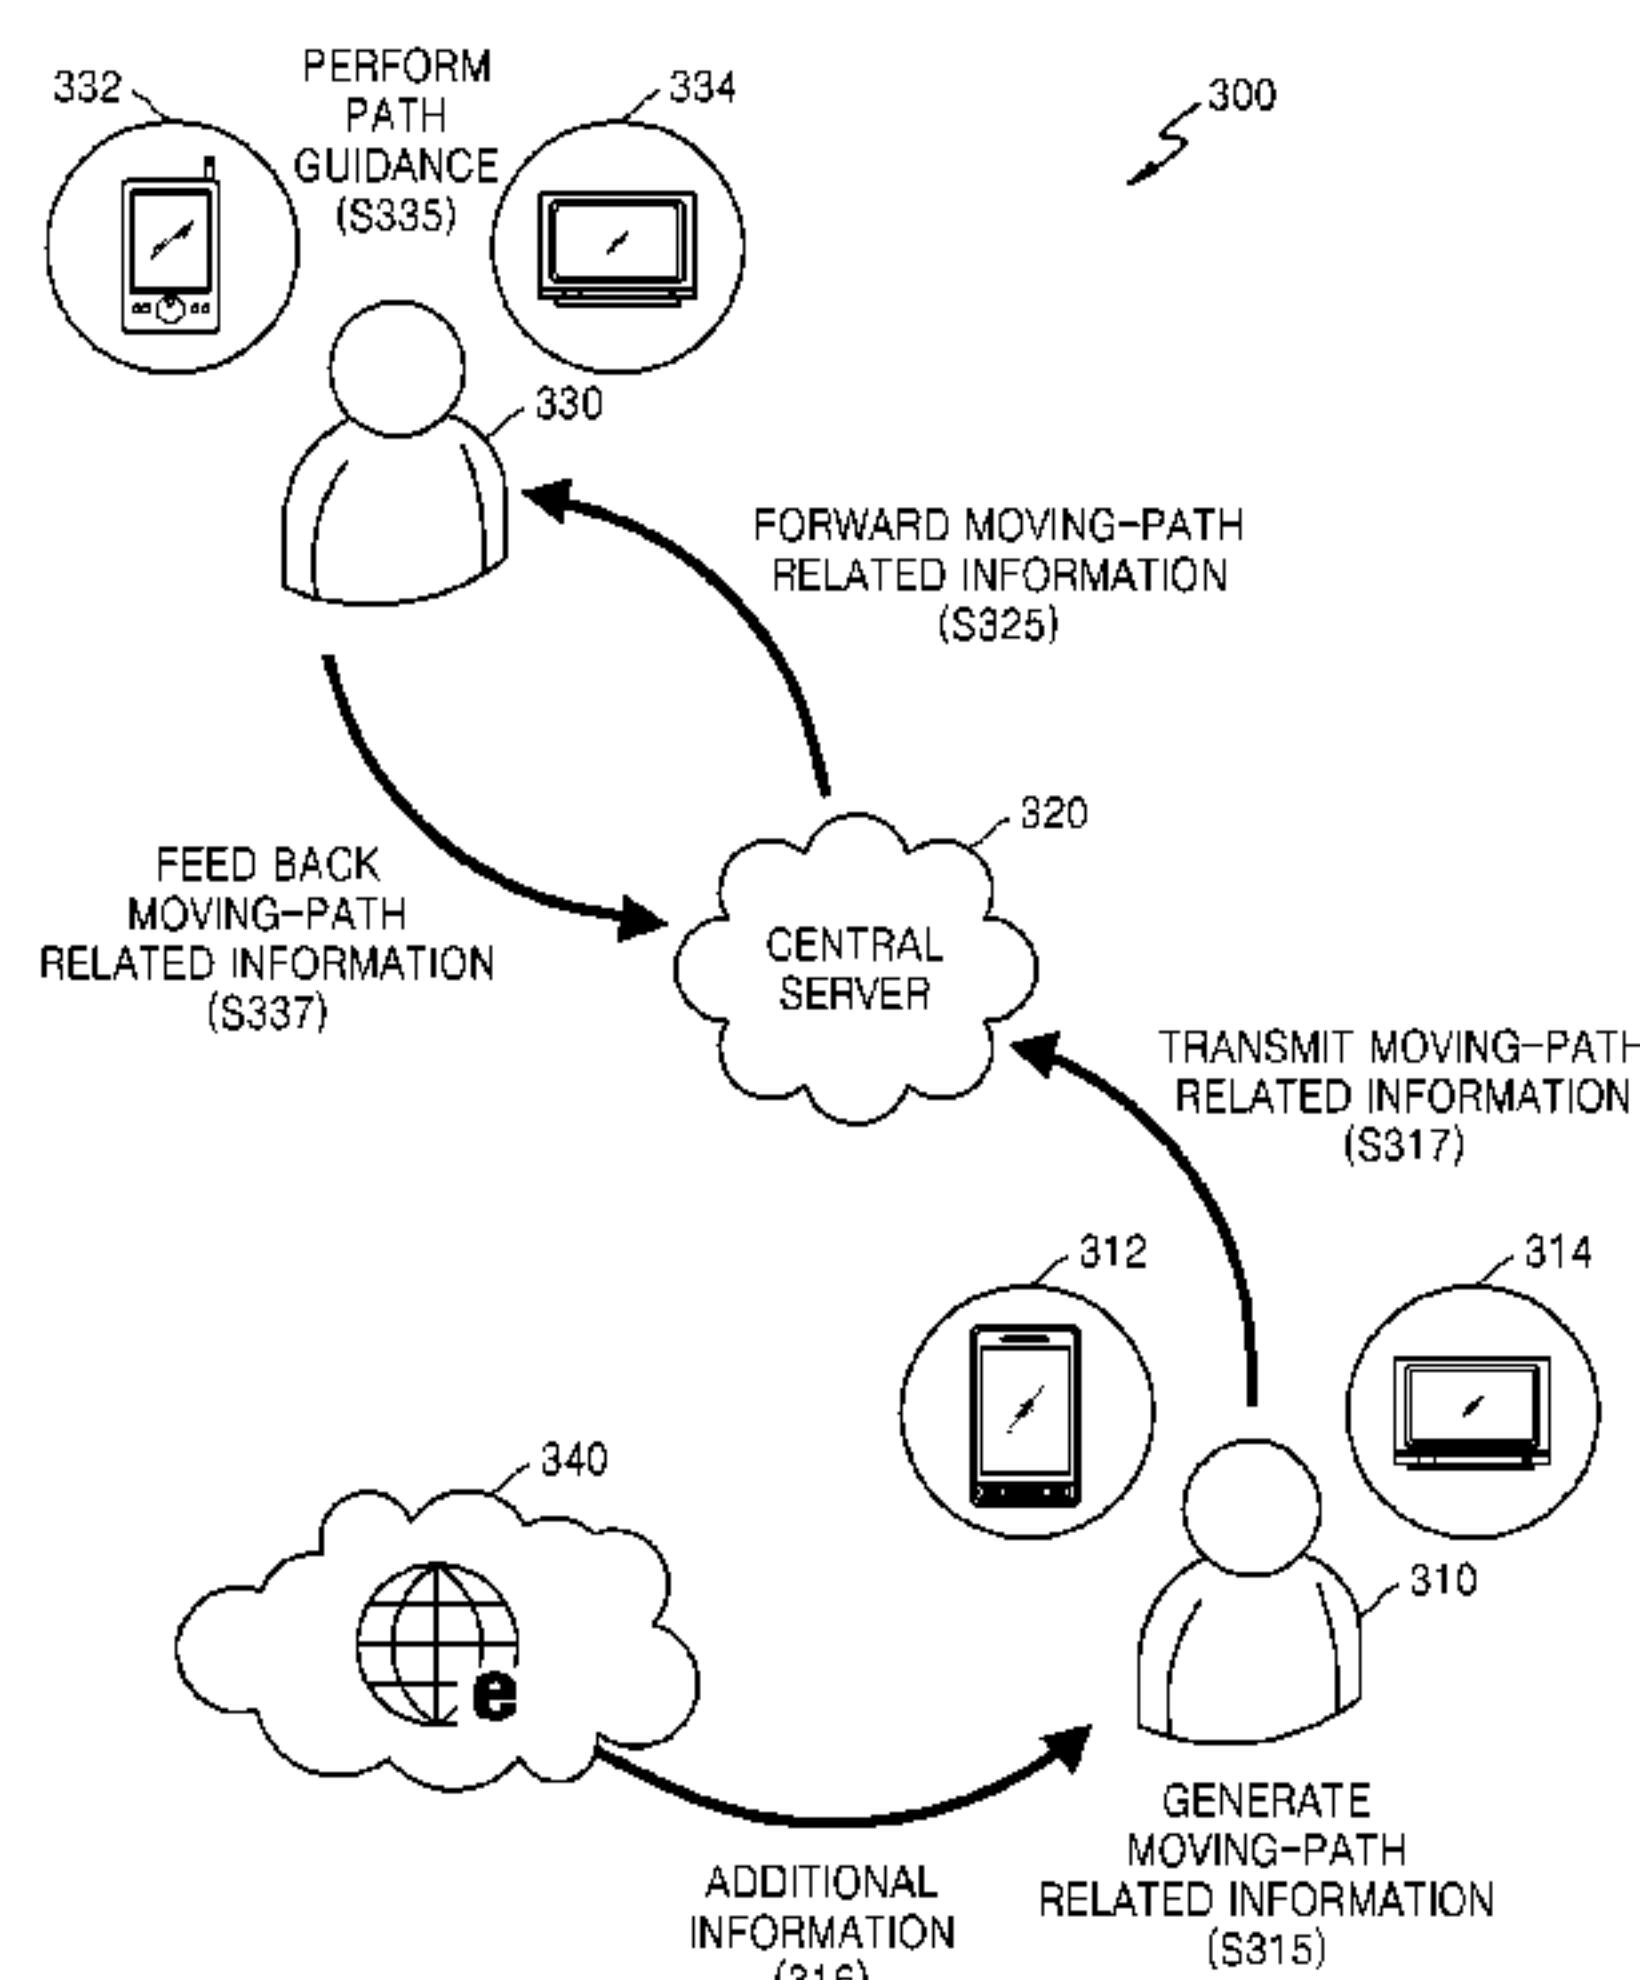 332
PERFORM
PATH
GUIDANCE
(S335)
334
300
330
FORWARD MOVING-PATH
RELATED INFORMATION
(S325)
FEED BACK
MOVING-PATH
RELATED INFORMATION
(S337)
320
CENTRAL
SERVER
TRANSMIT MOVING-PATH
RELATED INFORMATION
(S317)
312
314
340
e
310
GENERATE
MOVING-PATH
RELATED INFORMATION
(S315)
ADDITIONAL
INFORMATION
(316)